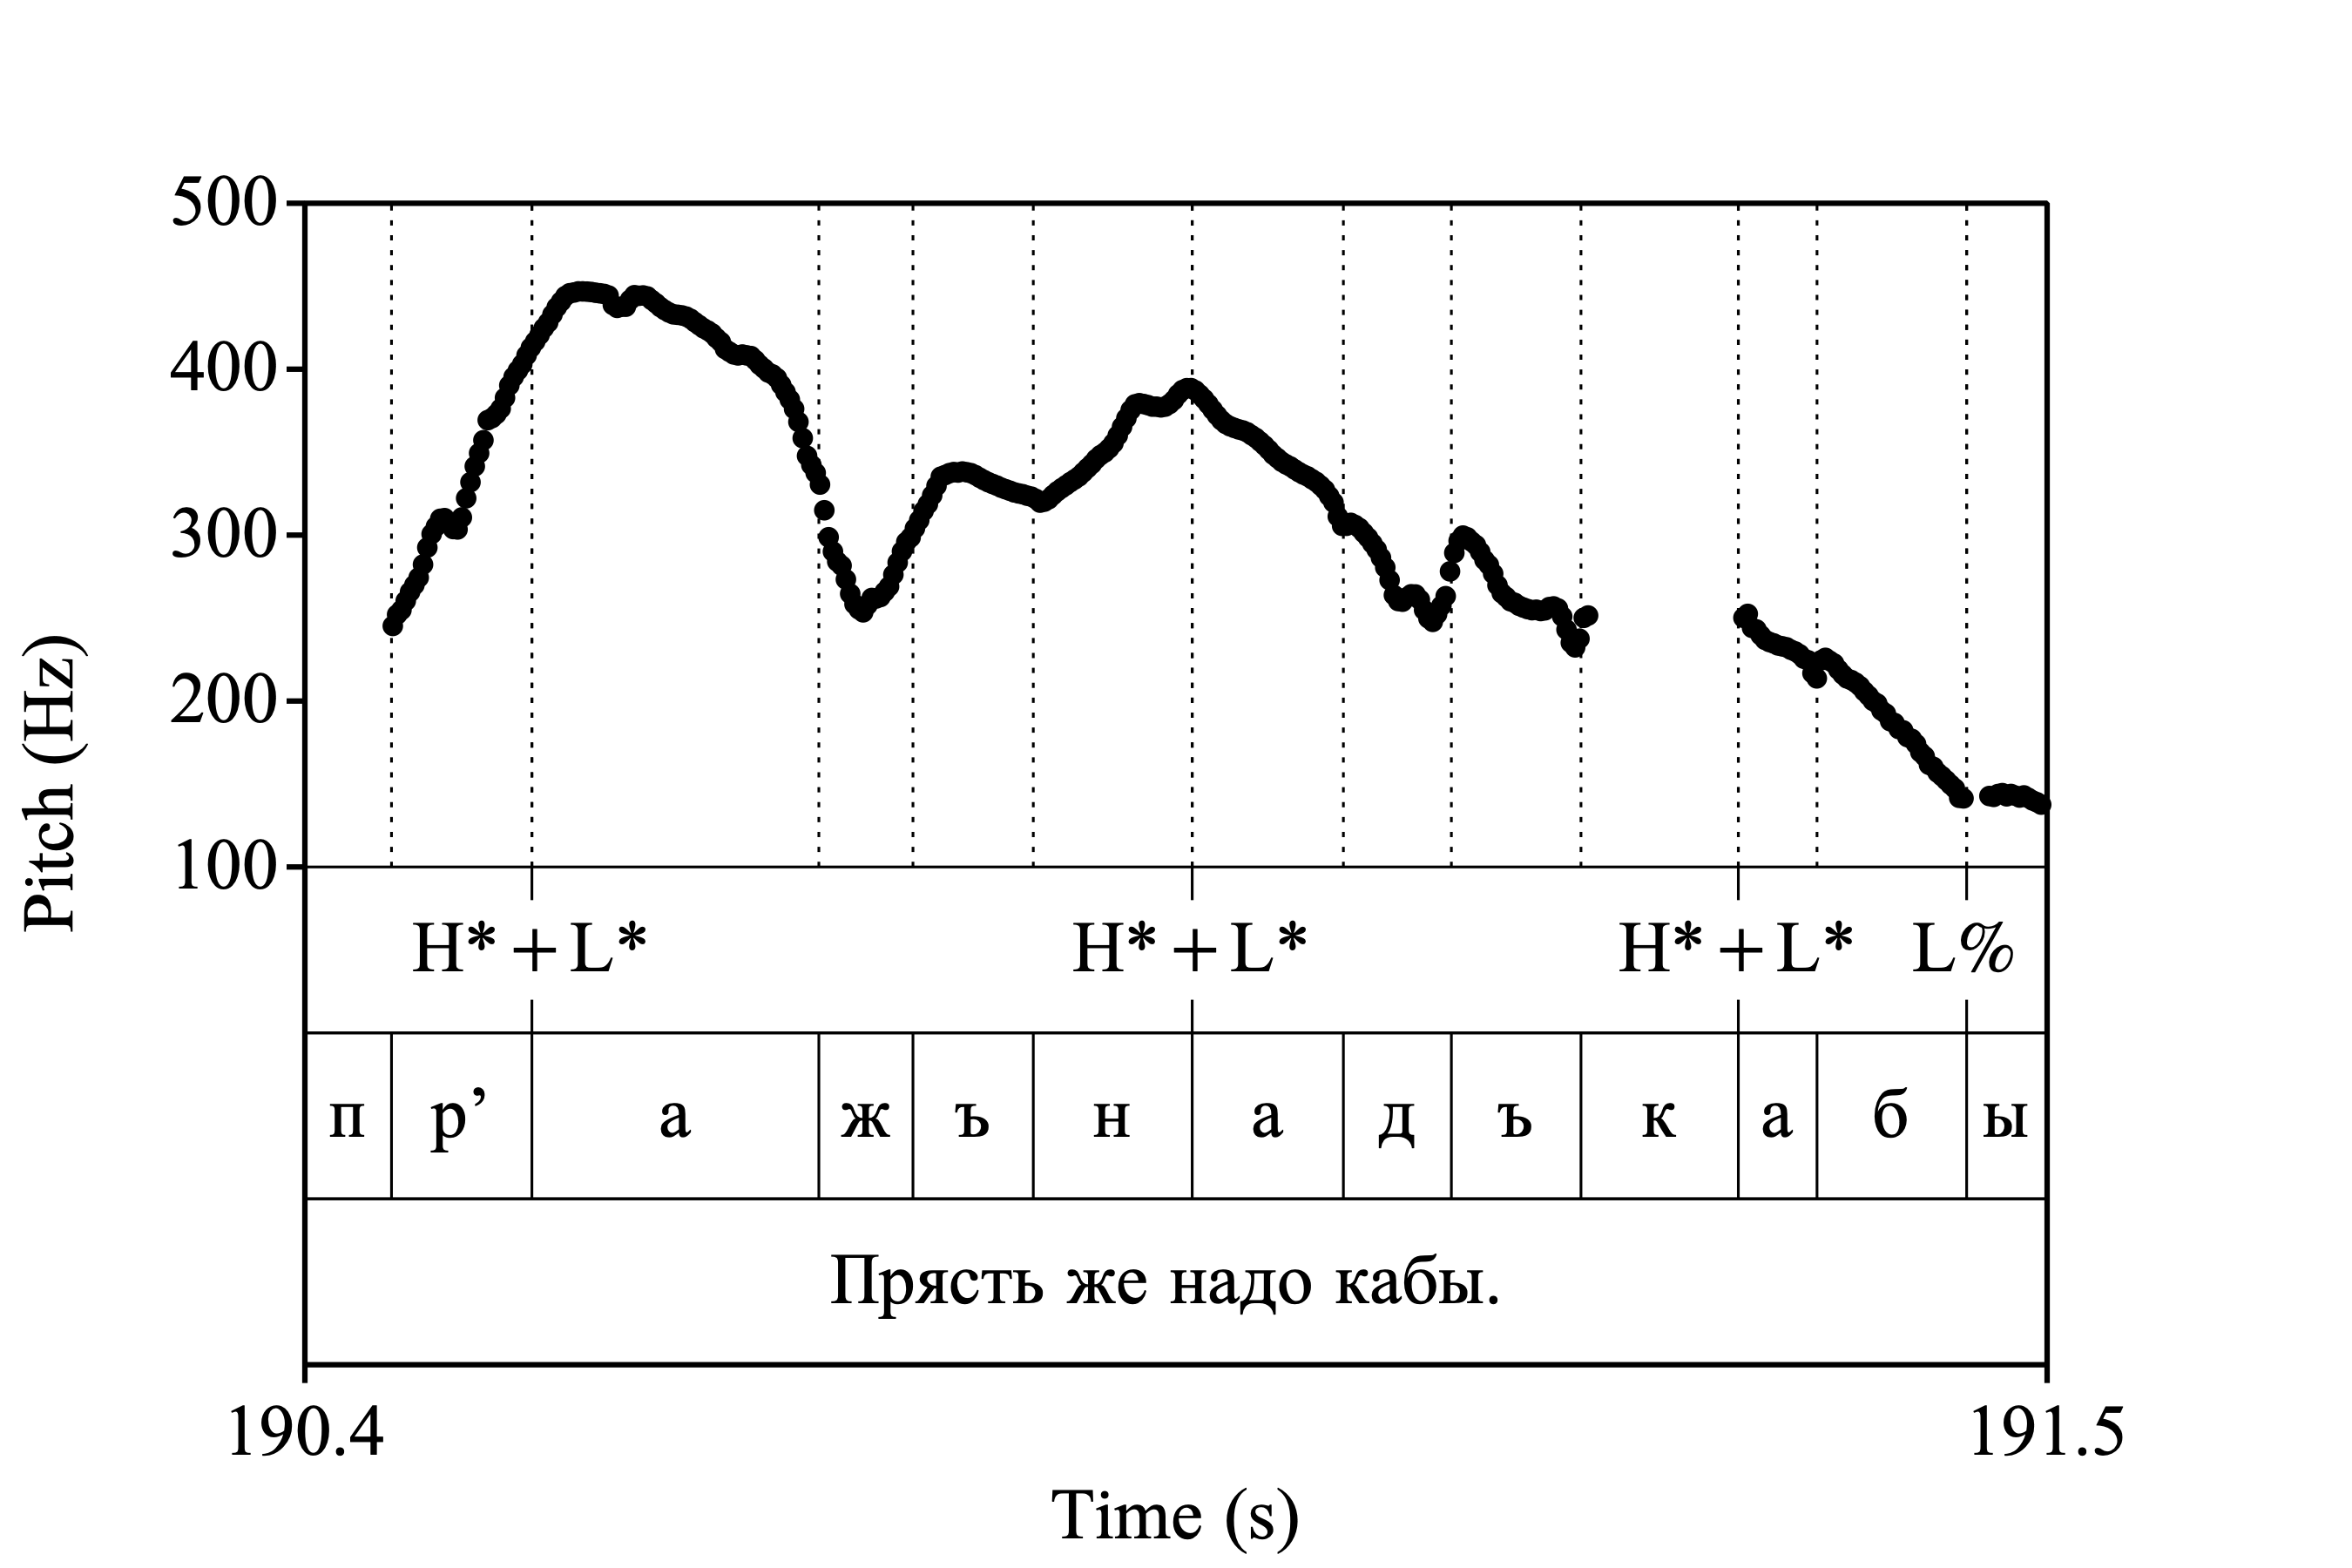 500
400
300
200
100
Pitch (Hz)
H*+L* H*+L* H*+L* L%
п р’ а ж ъ н а д ъ к а б ы
Прясть же надо кабы.
190.4 191.5
Time (s)